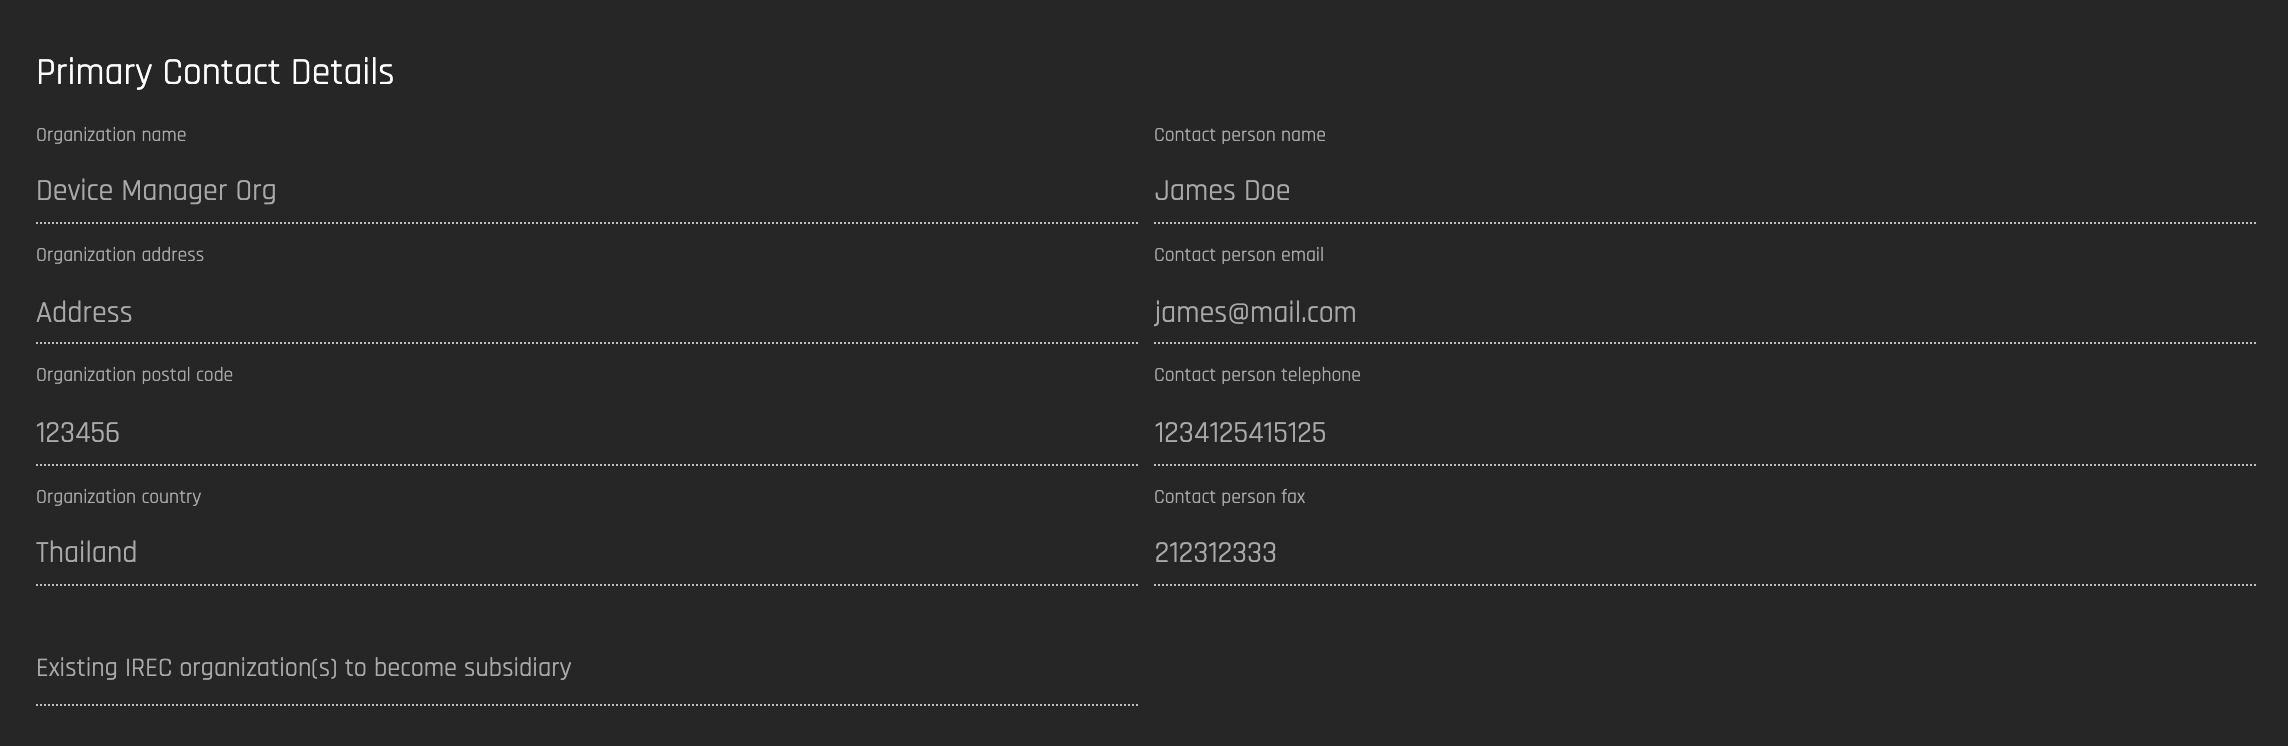 Primary Contact Details
Organization name
Contact person name
Device Manager Org
James Doe
Organization address
Contact person email
Address
james@mail.com
Organization postal code
Contact person telephone
123456
1234125415125
Organization country
Contact person fax
Thailand
212312333
Existing IREC organization(s) to become subsidiary